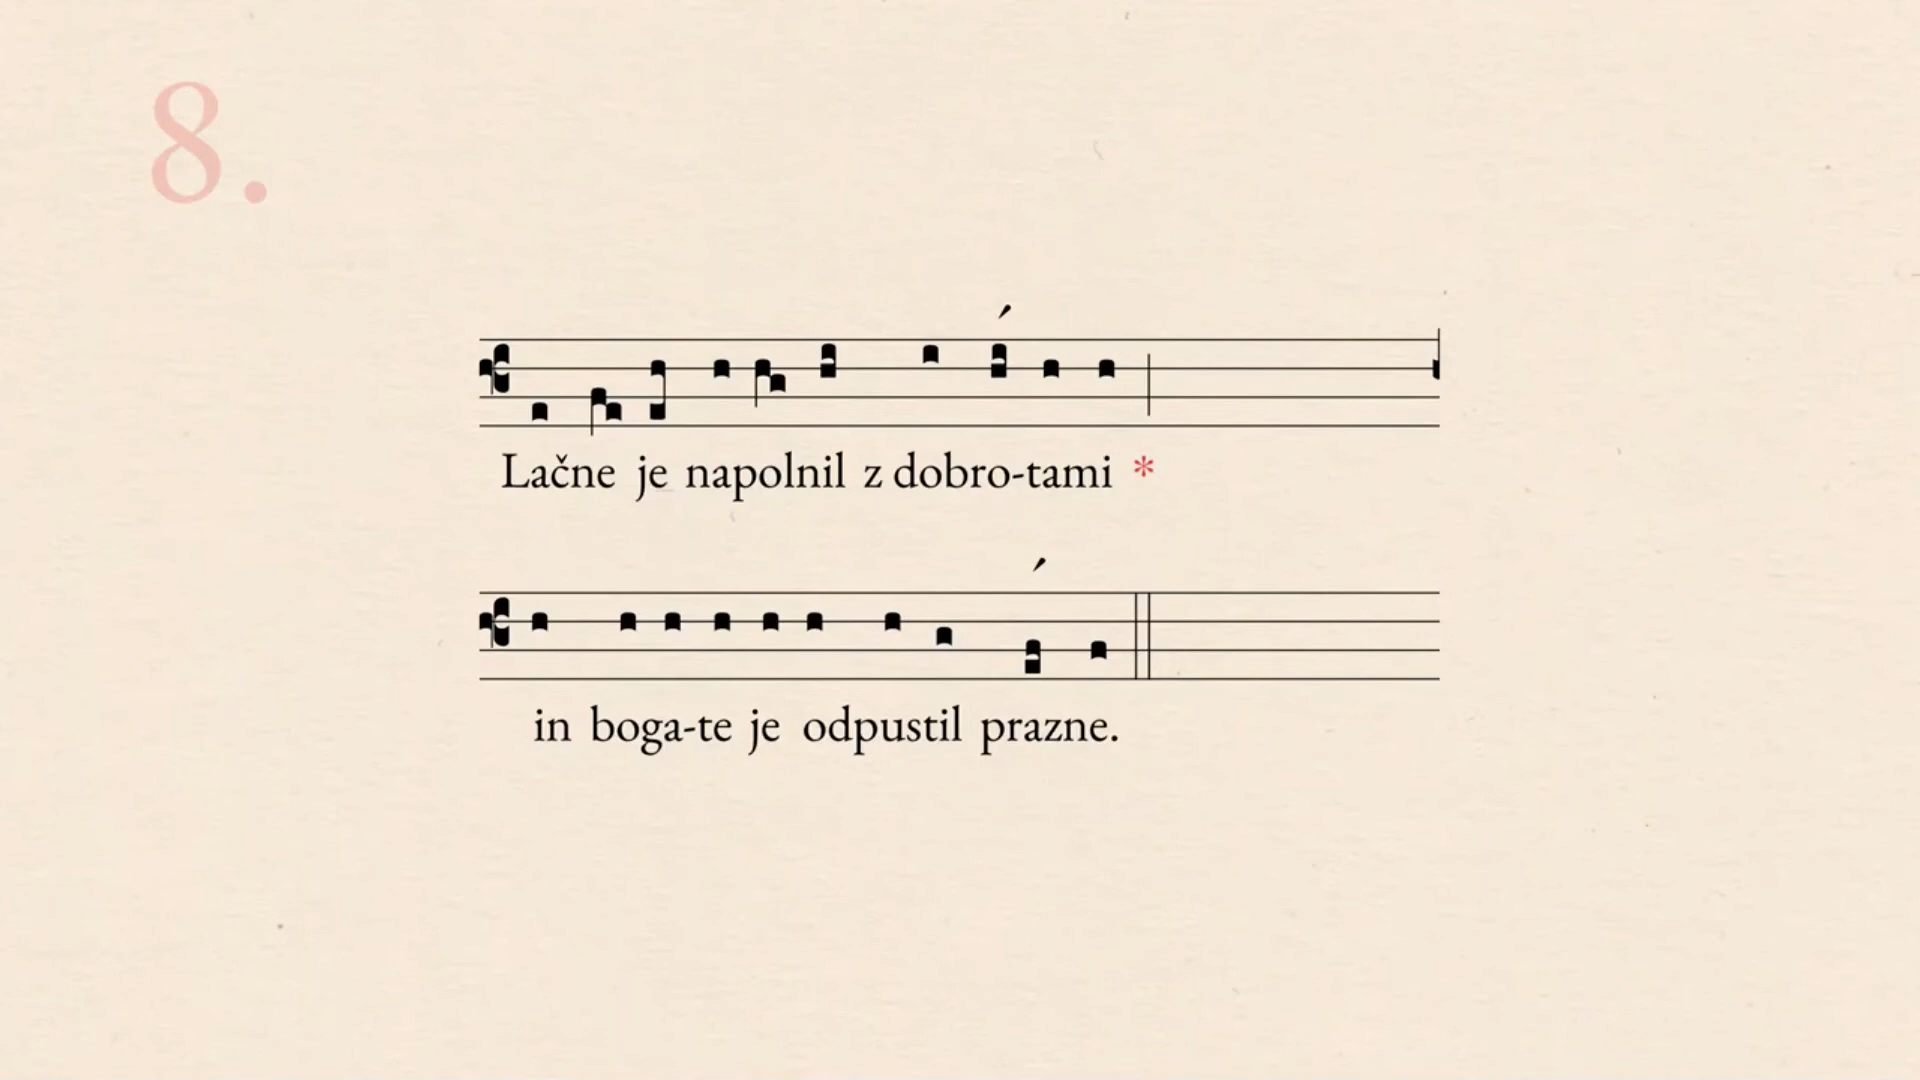 8.
Lačne je napolnil z dobro-tami *
in boga-te je odpustil prazne.